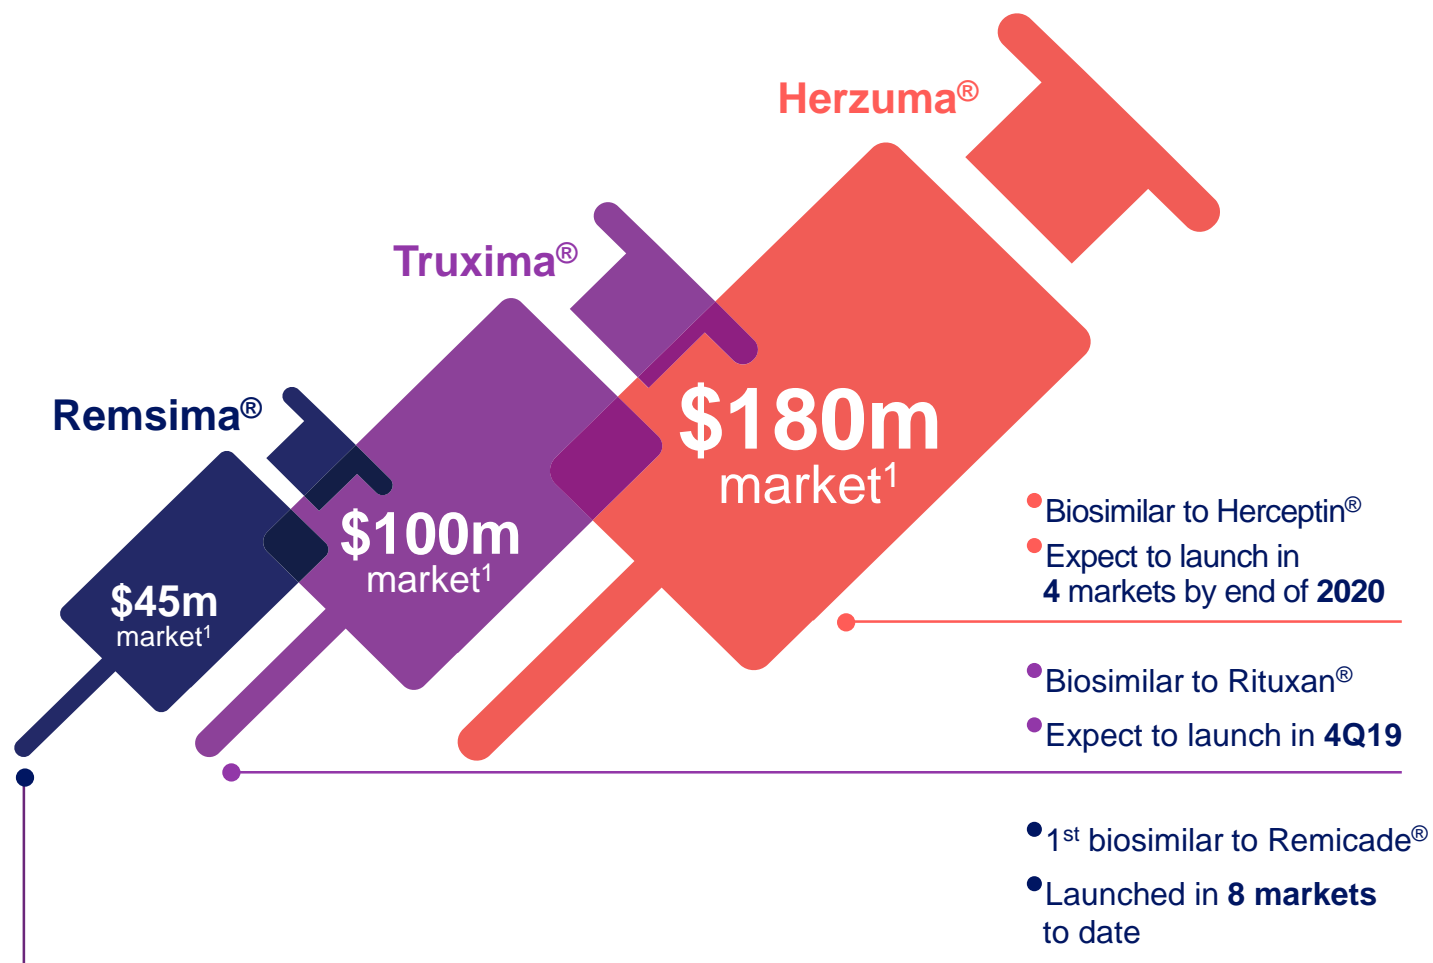 Herzuma®
Truxima®
Remsima®
$180m
market¹
$100m
market¹
$45m
market¹
Biosimilar to Herceptin®
Expect to launch in
4 markets by end of 2020
Biosimilar to Rituxan®
Expect to launch in 4Q19
1st biosimilar to Remicade®
Launched in 8 markets
to date